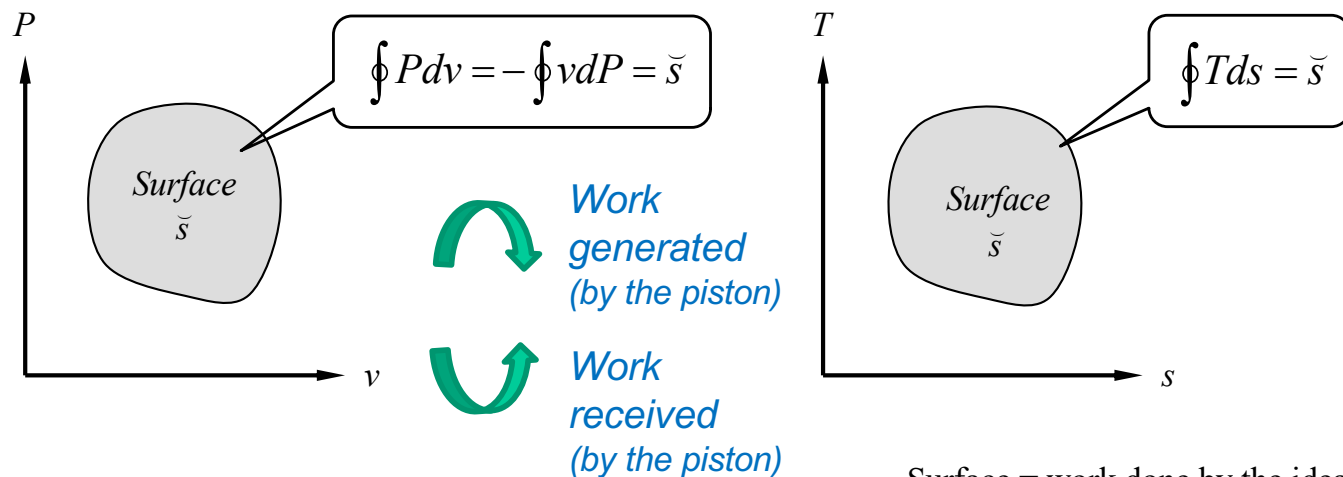 P
∮Pdv = −∮vdP = s̆
T
∮Tds = s̆
Surface
s̆
Surface
s̆
Work
generated
(by the piston)
v
s
Work
received
(by the piston)